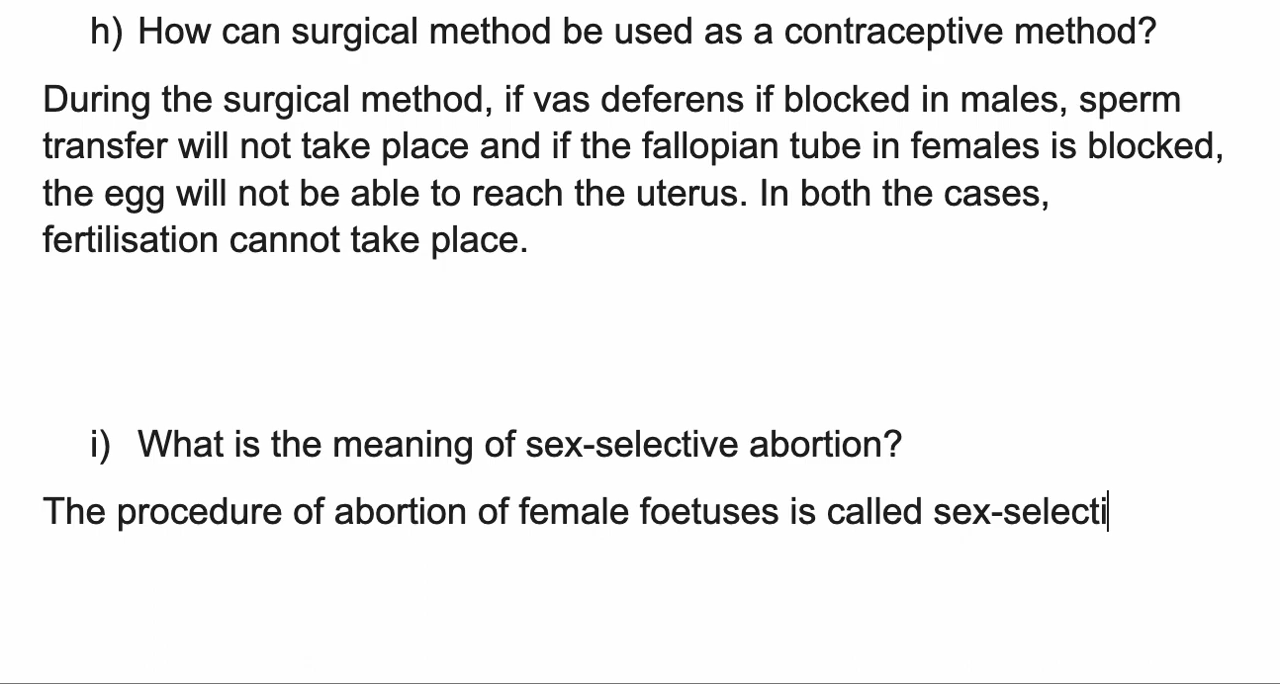 h) How can surgical method be used as a contraceptive method?
During the surgical method, if vas deferens if blocked in males, sperm
transfer will not take place and if the fallopian tube in females is blocked,
the egg will not be able to reach the uterus. In both the cases,
fertilisation cannot take place.
i) What is the meaning of sex-selective abortion?
The procedure of abortion of female foetuses is called sex-selecti